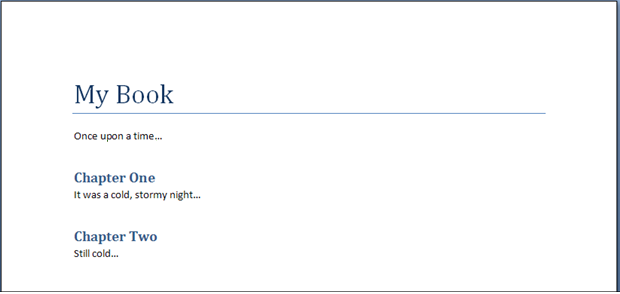 My Book
Once upon a time…
Chapter One
It was a cold, stormy night…
Chapter Two
Still cold…